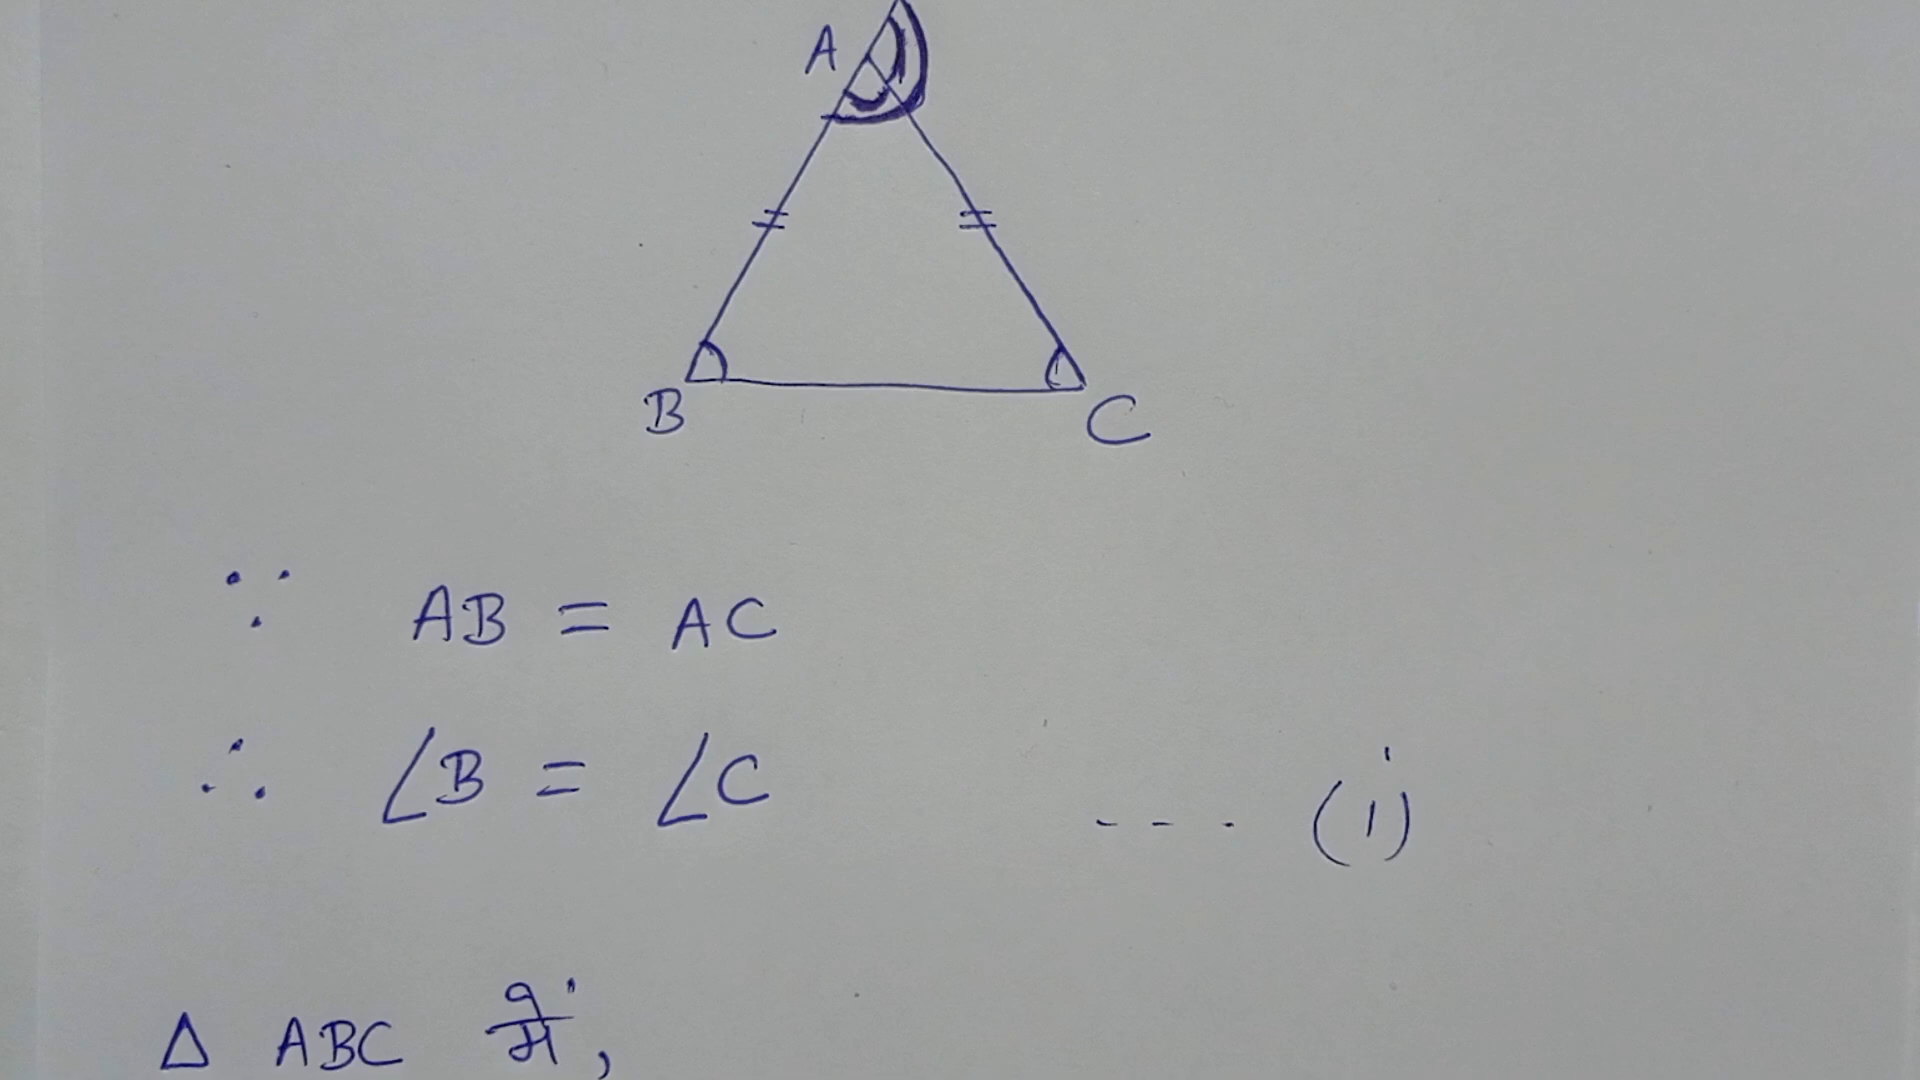 A
B C
∵ AB = AC
∴ ∠B = ∠C --- (i)
Δ ABC में,